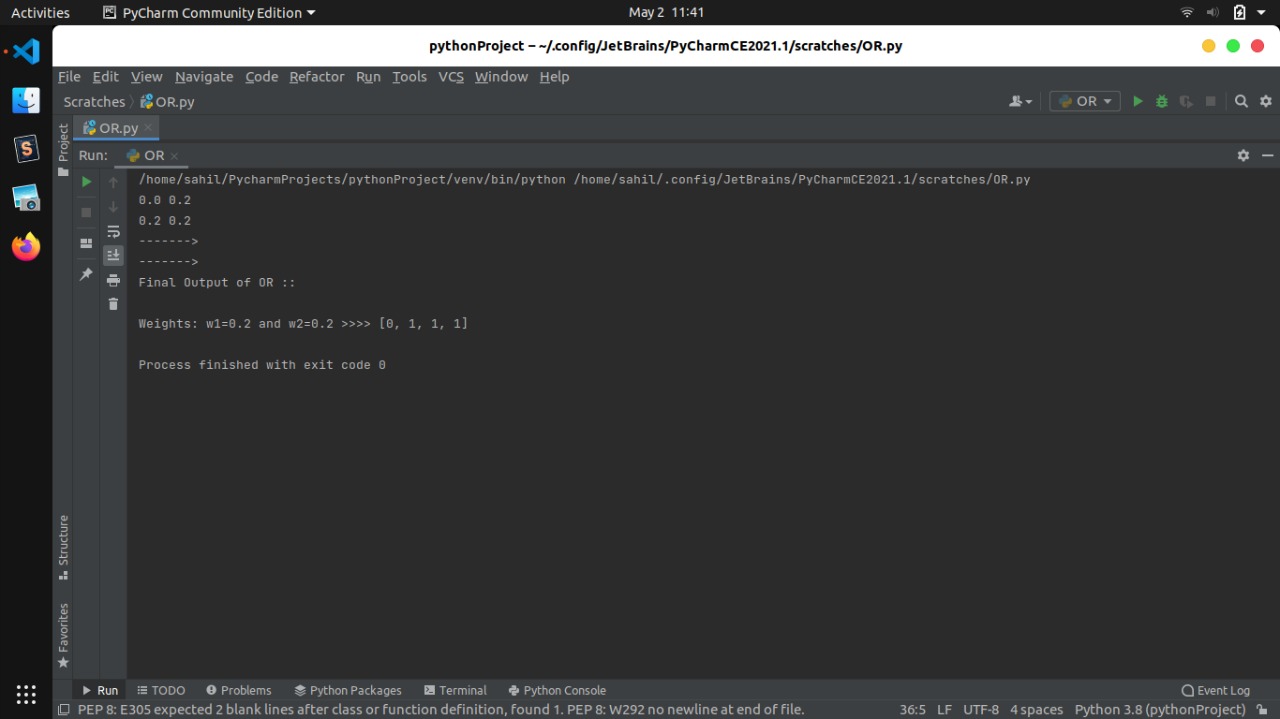 Activities PyCharm Community Edition May 2 11:41
pythonProject – ~/.config/JetBrains/PyCharmCE2021.1/scratches/OR.py
File Edit View Navigate Code Refactor Run Tools VCS Window Help
Scratches OR.py OR
Project OR.py
Run: OR
/home/sahil/PycharmProjects/pythonProject/venv/bin/python /home/sahil/.config/JetBrains/PyCharmCE2021.1/scratches/OR.py
0.0 0.2
0.2 0.2
------->
------->
Final Output of OR ::
Weights: w1=0.2 and w2=0.2 >>>> [0, 1, 1, 1]
Process finished with exit code 0
Structure
Favorites
Run TODO Problems Python Packages Terminal Python Console Event Log
PEP 8: E305 expected 2 blank lines after class or function definition, found 1. PEP 8: W292 no newline at end of file. 36:5 LF UTF-8 4 spaces Python 3.8 (pythonProject)